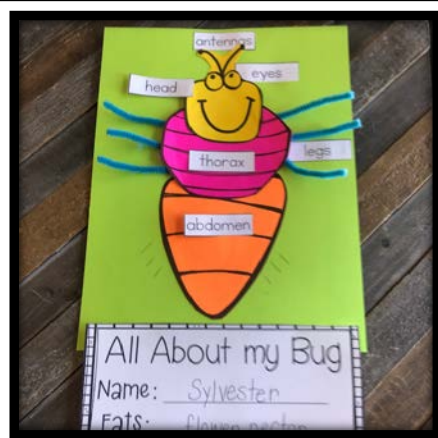 antennas
eyes
head
legs
thorax
abdomen
All About my Bug
Name: Sylvester
Eats: flower nectar